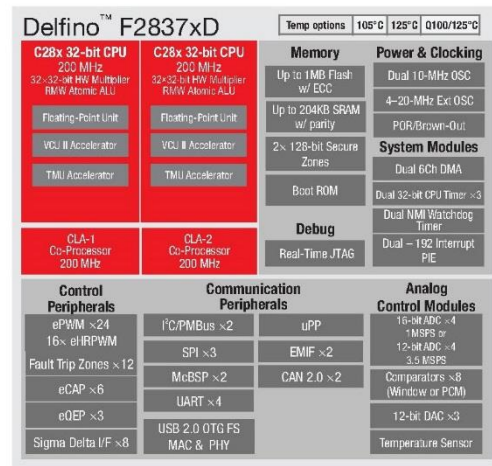 Delfino™ F2837xD
Temp options 105°C 125°C Q100/125°C
C28x 32-bit CPU
200 MHz
32×32-bit HW Multiplier
RMW Atomic ALU
Floating-Point Unit
VCU II Accelerator
TMU Accelerator
CLA-1
Co-Processor
200 MHz
C28x 32-bit CPU
200 MHz
32×32-bit HW Multiplier
RMW Atomic ALU
Floating-Point Unit
VCU II Accelerator
TMU Accelerator
CLA-2
Co-Processor
200 MHz
Memory
Up to 1MB Flash
w/ ECC
Up to 204KB SRAM
w/ parity
2× 128-bit Secure
Zones
Boot ROM
Debug
Real-Time JTAG
Power & Clocking
Dual 10-MHz OSC
4–20-MHz Ext OSC
POR/Brown-Out
System Modules
Dual 6Ch DMA
Dual 32-bit CPU Timer ×3
Dual NMI Watchdog
Timer
Dual – 192 Interrupt
PIE
Control
Peripherals
ePWM ×24
16× eHRPWM
Fault Trip Zones ×12
eCAP ×6
eQEP ×3
Sigma Delta I/F ×8
Communication
Peripherals
I²C/PMBus ×2
SPI ×3
McBSP ×2
UART ×4
USB 2.0 OTG FS
MAC & PHY
uPP
EMIF ×2
CAN 2.0 ×2
Analog
Control Modules
16-bit ADC ×4
1MSPS or
12-bit ADC ×4
3.5 MSPS
Comparators ×8
(Window or PCM)
12-bit DAC ×3
Temperature Sensor